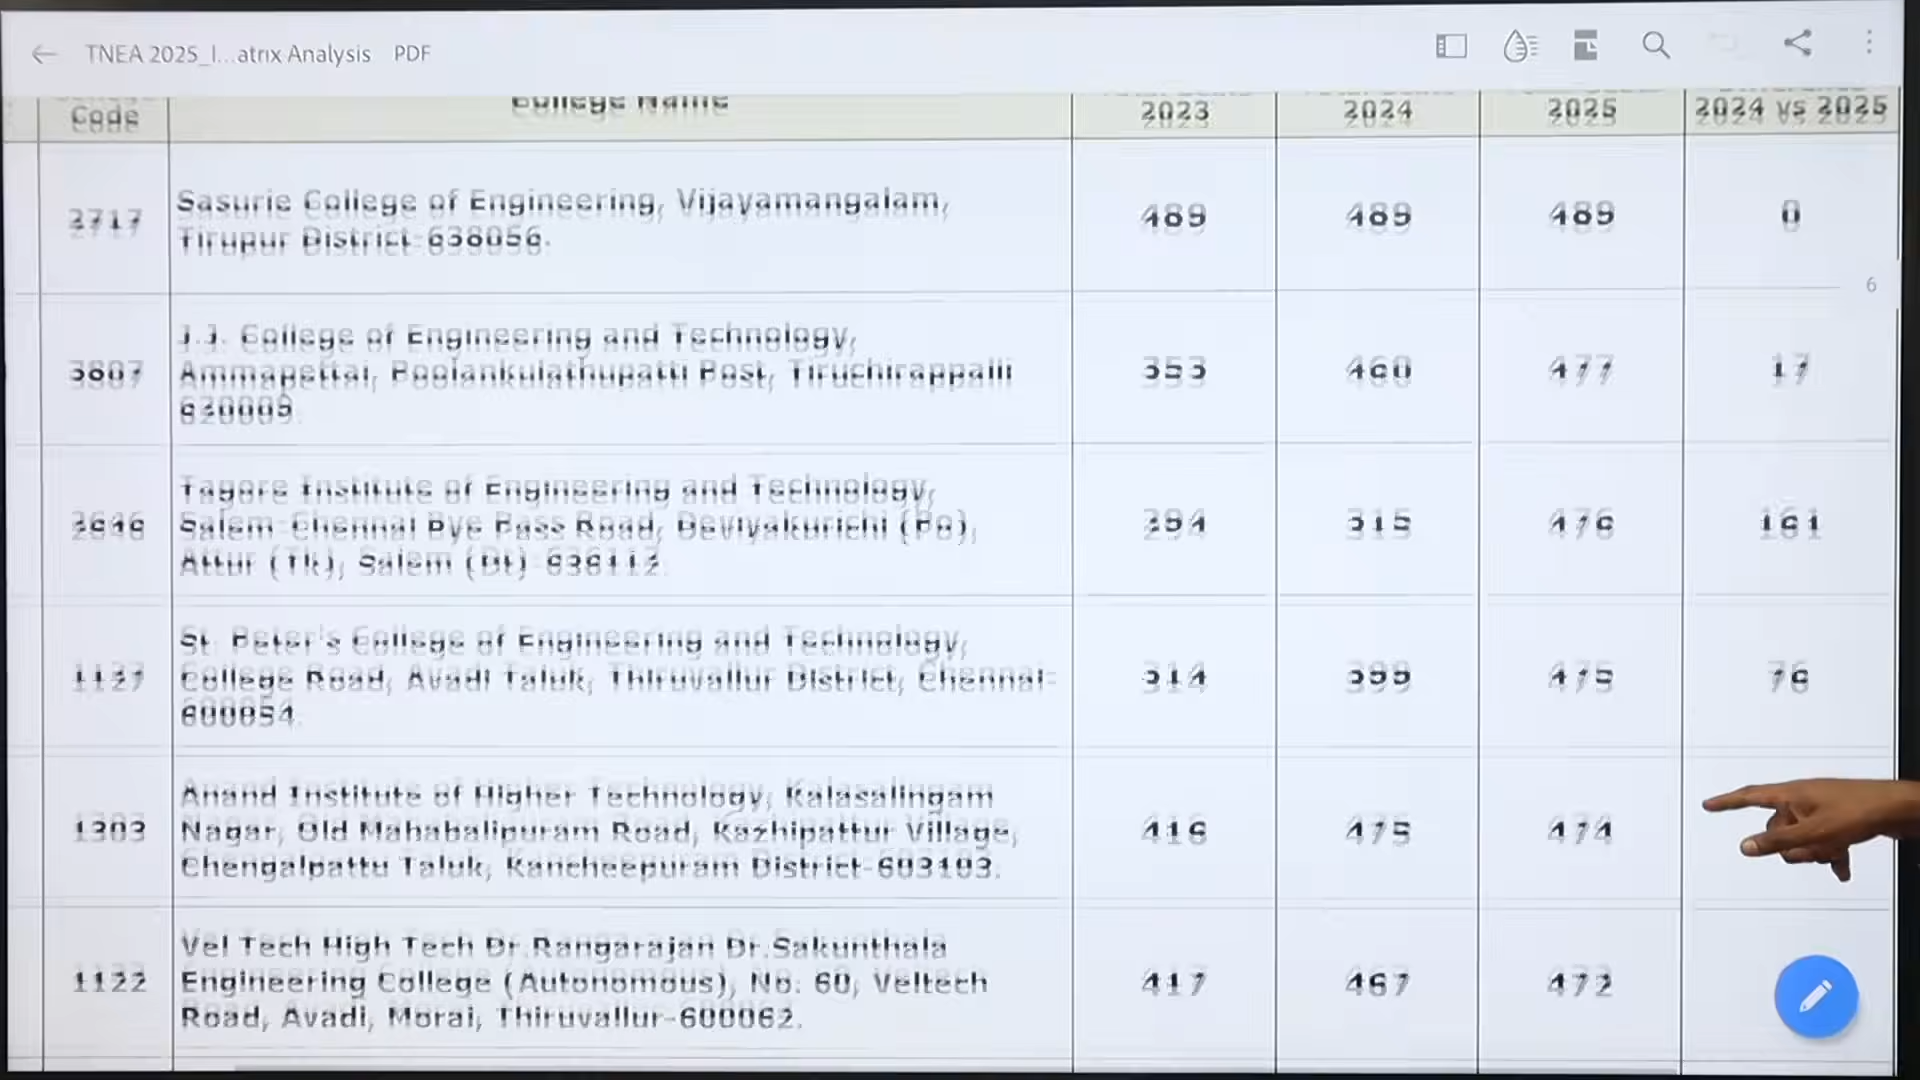 TNEA 2025_I...atrix Analysis PDF
Code College Name 2023 2024 2025 2024 vs 2025
2717 Sasurie College of Engineering, Vijayamangalam,
Tirupur District-638056. 489 489 489 0
6
3807 J.J. College of Engineering and Technology,
Ammapettai, Poolankulathupatti Post, Tiruchirappalli
620009. 353 460 477 17
2646 Tagore Institute of Engineering and Technology,
Salem-Chennai Bye Pass Road, Deviyakurichi (Po),
Attur (Tk), Salem (Dt) 636112. 294 315 476 161
1127 St. Peter's College of Engineering and Technology,
College Road, Avadi Taluk, Thiruvallur District, Chennai-
600054. 314 399 475 76
1303 Anand Institute of Higher Technology, Kalasalingam
Nagar, Old Mahabalipuram Road, Kazhipattur Village,
Chengalpattu Taluk, Kancheepuram District-603103. 416 475 474
1122 Vel Tech High Tech Dr.Rangarajan Dr.Sakunthala
Engineering College (Autonomous), No. 60, Veltech
Road, Avadi, Morai, Thiruvallur-600062. 417 467 472